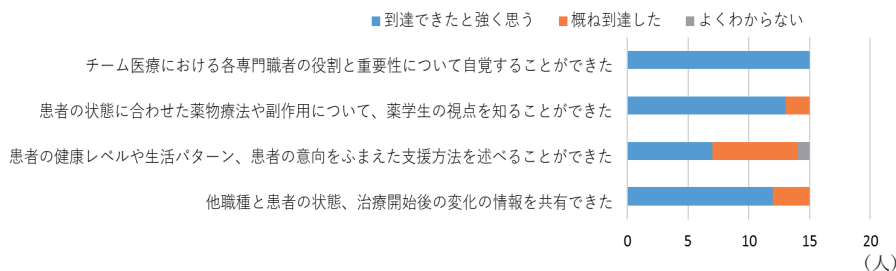 到達できたと強く思う 概ね到達した よくわからない
チーム医療における各専門職者の役割と重要性について自覚することができた
患者の状態に合わせた薬物療法や副作用について、薬学生の視点を知ることができた
患者の健康レベルや生活パターン、患者の意向をふまえた支援方法を述べることができた
他職種と患者の状態、治療開始後の変化の情報を共有できた
0 5 10 15 20
（人）